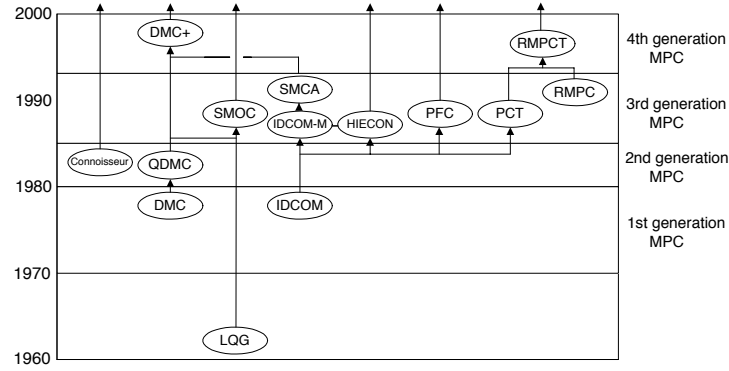 2000
DMC+
RMPCT
4th generation
MPC
SMCA
RMPC
1990
SMOC
IDCOM-M
HIECON
PFC
PCT
3rd generation
MPC
Connoisseur
QDMC
2nd generation
MPC
1980
DMC
IDCOM
1st generation
MPC
1970
LQG
1960